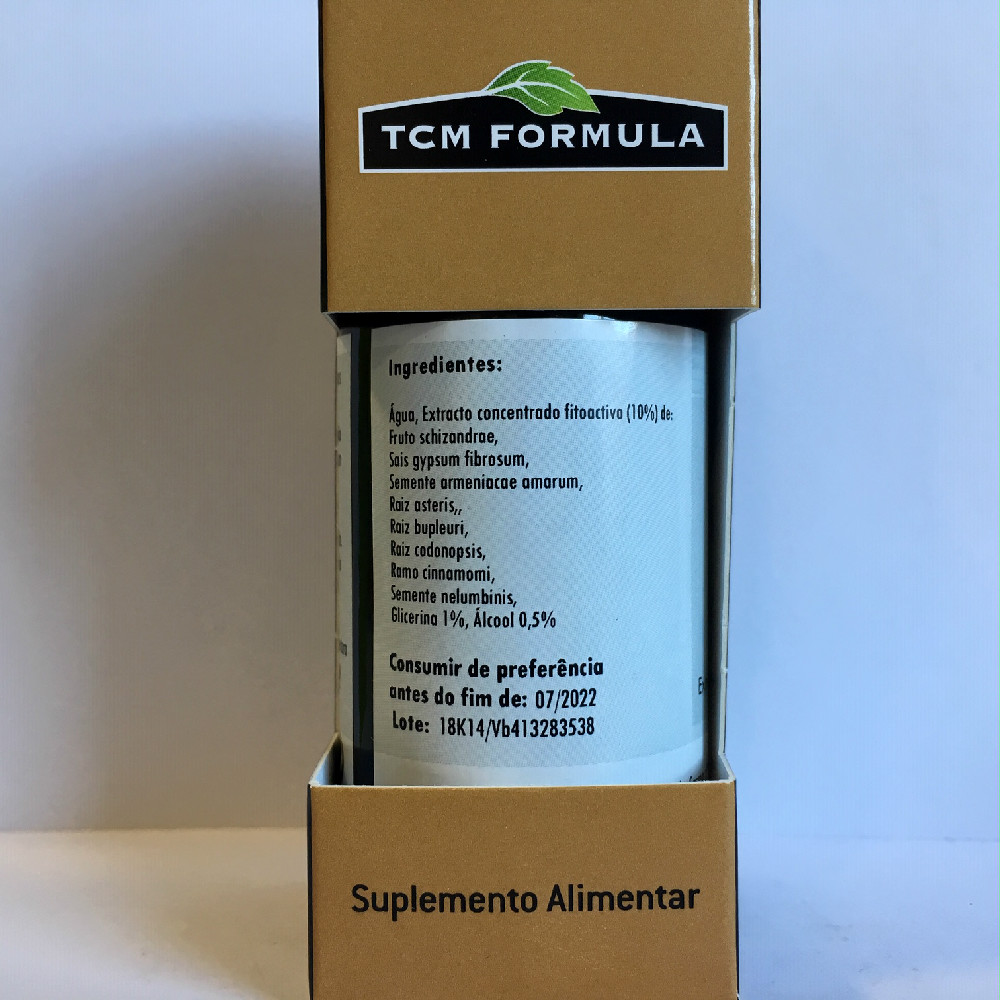 TCM FORMULA
Ingredientes:
Água, Extracto concentrado fitoactivo (10%) de:
Fruto schizandrae,
Sais gypsum fibrosum,
Semente armeniacae amarum,
Raiz asteris,,
Raiz bupleuri,
Raiz codonopsis,
Ramo cinnamomi,
Semente nelumbinis,
Glicerina 1%, Álcool 0,5%
Consumir de preferência
antes do fim de: 07/2022
Lote: 18K14/Vb413283538
Suplemento Alimentar